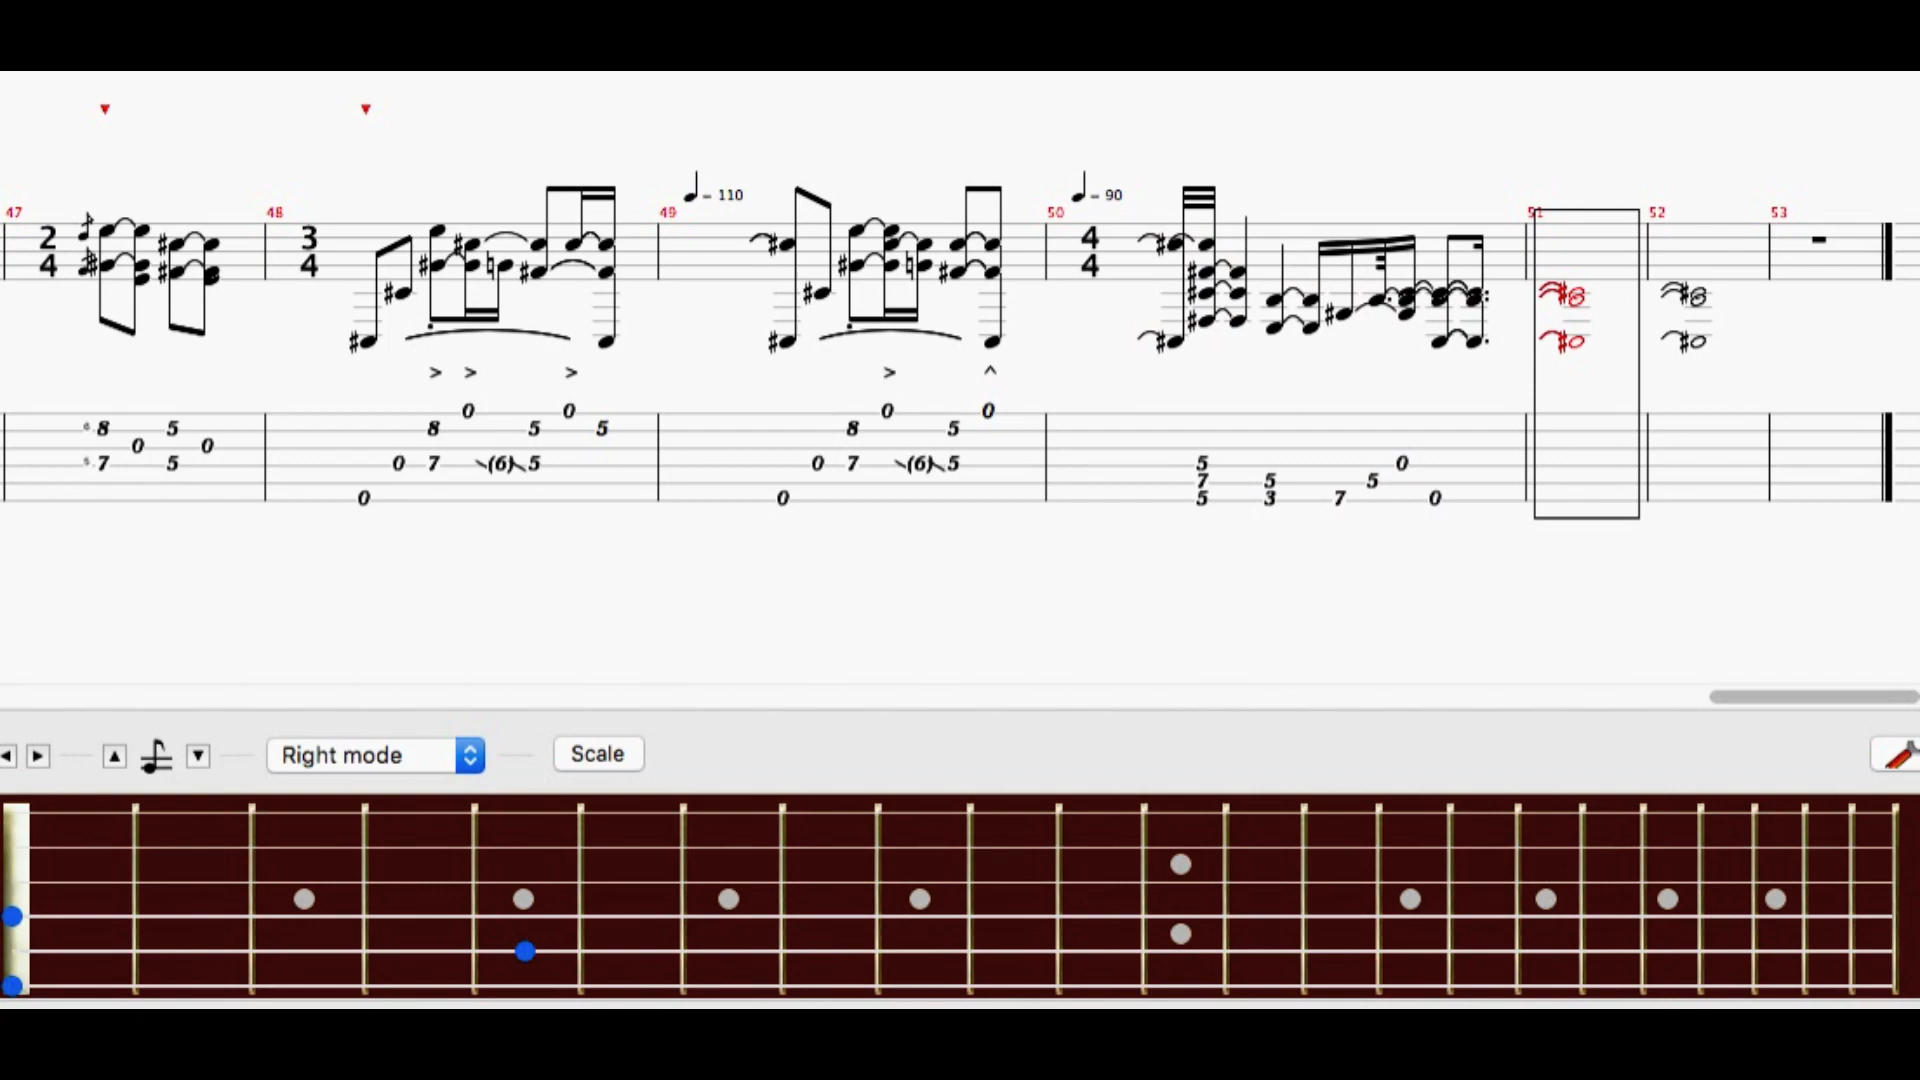 = 110
= 90
47 48 49 50 51 52 53
2 3 4
4 4 4
0 0 0 0
8 5 8 5 5 8 5
0 0
7 5 0 7 (6) 5 0 7 (6) 5 5 0
7 5 5
0 0 5 3 7 0
Right mode
Scale